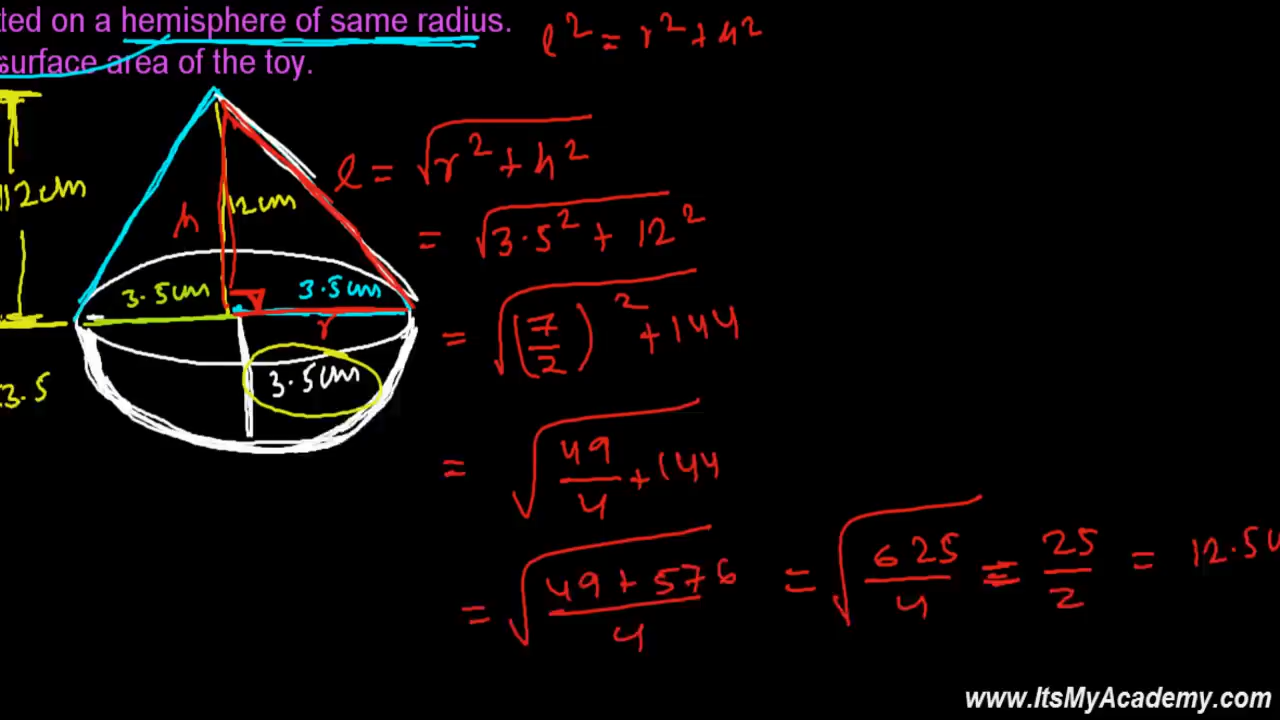 ted on a hemisphere of same radius.
surface area of the toy.
l² = r² + h²
l = √r² + h²
= √3.5² + 12²
= √(7/2)² + 144
= √49/4 + 144
= √49 + 576/4 = √625/4 = 25/2 = 12.5
12cm
h
12cm
3.5cm
3.5cm
r
3.5cm
3.5
www.ItsMyAcademy.com